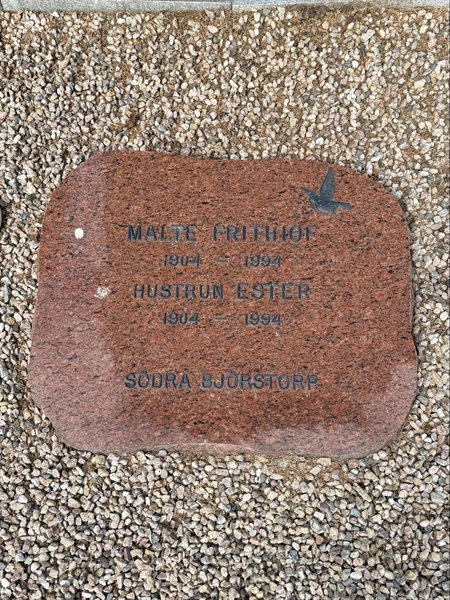 MALTE FRITHIOF
1904 – 1994
HUSTRUN ESTER
1904 – 1994
SÖDRA BJÖRSTORP